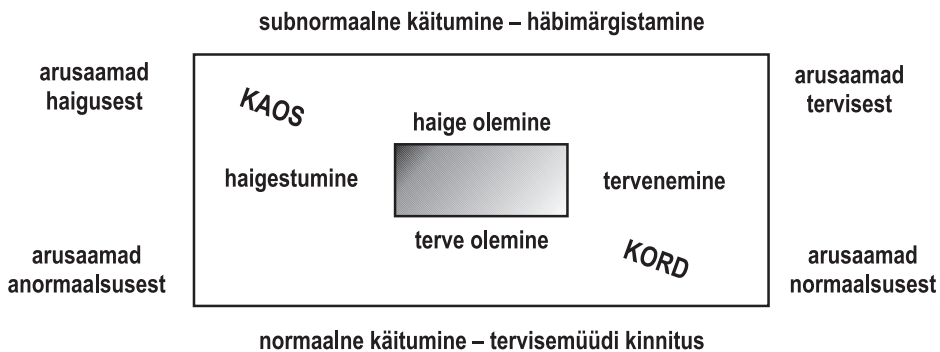 subnormaalne käitumine – häbimärgistamine
arusaamad
haigusest
arusaamad
tervisest
KAOS
haige olemine
haigestumine
tervenemine
terve olemine
KORD
arusaamad
anormaalsusest
arusaamad
normaalsusest
normaalne käitumine – tervisemüüdi kinnitus